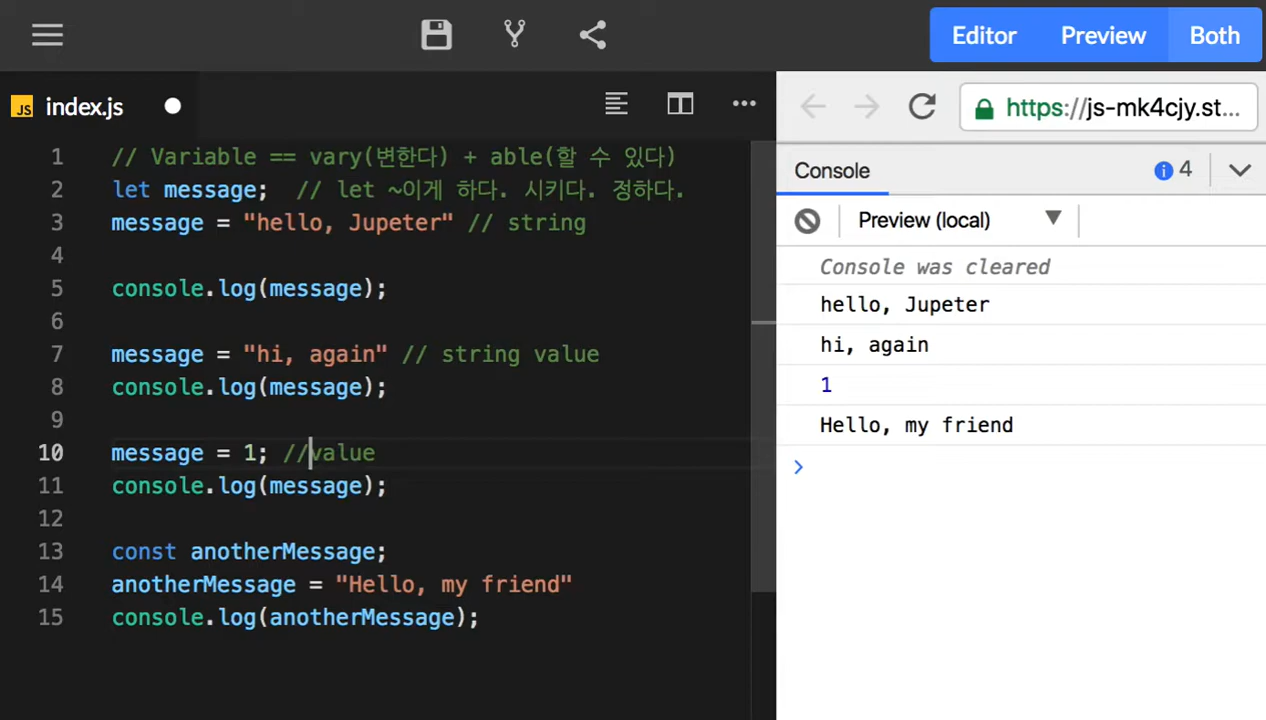 Editor Preview Both
JS index.js
https://js-mk4cjy.st...
Console
4
Preview (local)
Console was cleared
hello, Jupeter
hi, again
1
Hello, my friend
>
1 // Variable == vary(변한다) + able(할 수 있다)
2 let message; // let ~이게 하다. 시키다. 정하다.
3 message = "hello, Jupeter" // string
4
5 console.log(message);
6
7 message = "hi, again" // string value
8 console.log(message);
9
10 message = 1; //value
11 console.log(message);
12
13 const anotherMessage;
14 anotherMessage = "Hello, my friend"
15 console.log(anotherMessage);